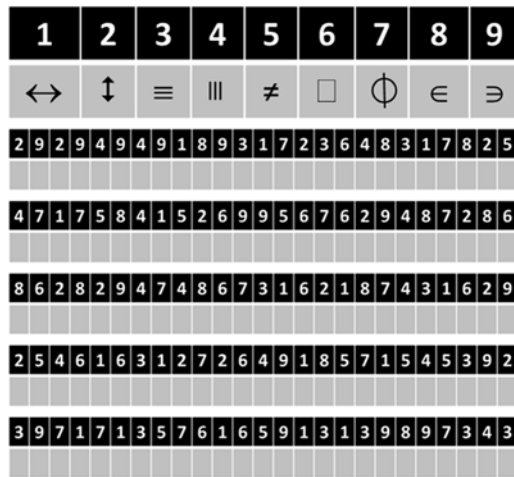 1 2 3 4 5 6 7 8 9
↔ ↕ ≡ ⫼ ≠ □ ⏀ ∈ ∋
2 9 2 9 4 9 4 9 1 8 9 3 1 7 2 3 6 4 8 3 1 7 8 2 5
4 7 1 7 5 8 4 1 5 2 6 9 9 5 6 7 6 2 9 4 8 7 2 8 6
8 6 2 8 2 9 4 7 4 8 6 7 3 1 6 2 1 8 7 4 3 1 6 2 9
2 5 4 6 1 6 3 1 2 7 2 6 4 9 1 8 5 7 1 5 4 5 3 9 2
3 9 7 1 7 1 3 5 7 6 1 6 5 9 1 3 1 3 9 8 9 7 3 4 3